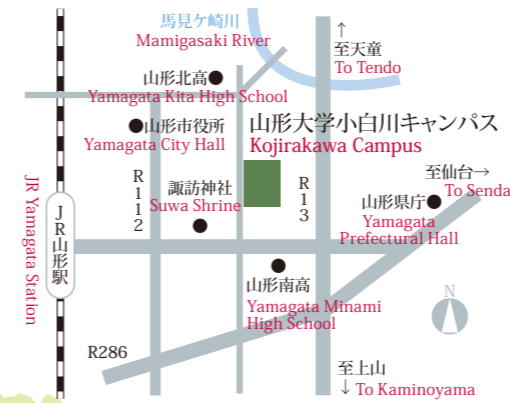 馬見ケ崎川
Mamigasaki River
↑
至天童
To Tendo
山形北高
Yamagata Kita High School
山形市役所
Yamagata City Hall
山形大学小白川キャンパス
Kojirakawa Campus
R112
諏訪神社
Suwa Shrine
R13
至仙台→
To Senda
山形県庁
Yamagata
Prefectural Hall
JR山形駅
JR Yamagata Station
山形南高
Yamagata Minami
High School
N
R286
至上山
↓ To Kaminoyama